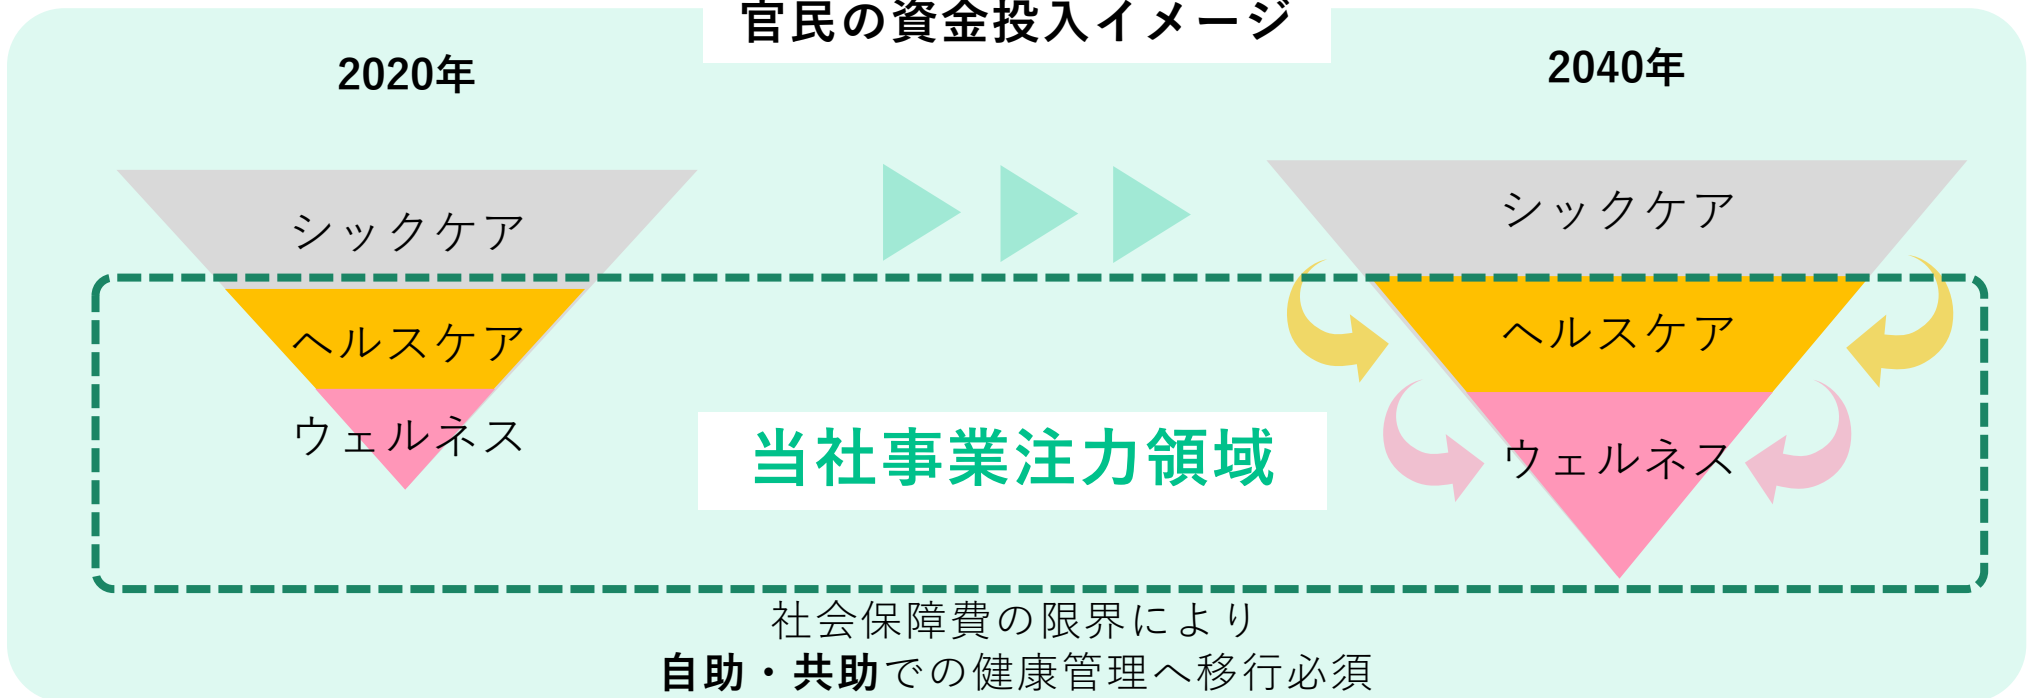 官民の資金投入イメージ
2020年
2040年
シックケア
ヘルスケア
ウェルネス
シックケア
ヘルスケア
ウェルネス
当社事業注力領域
社会保障費の限界により
自助・共助での健康管理へ移行必須